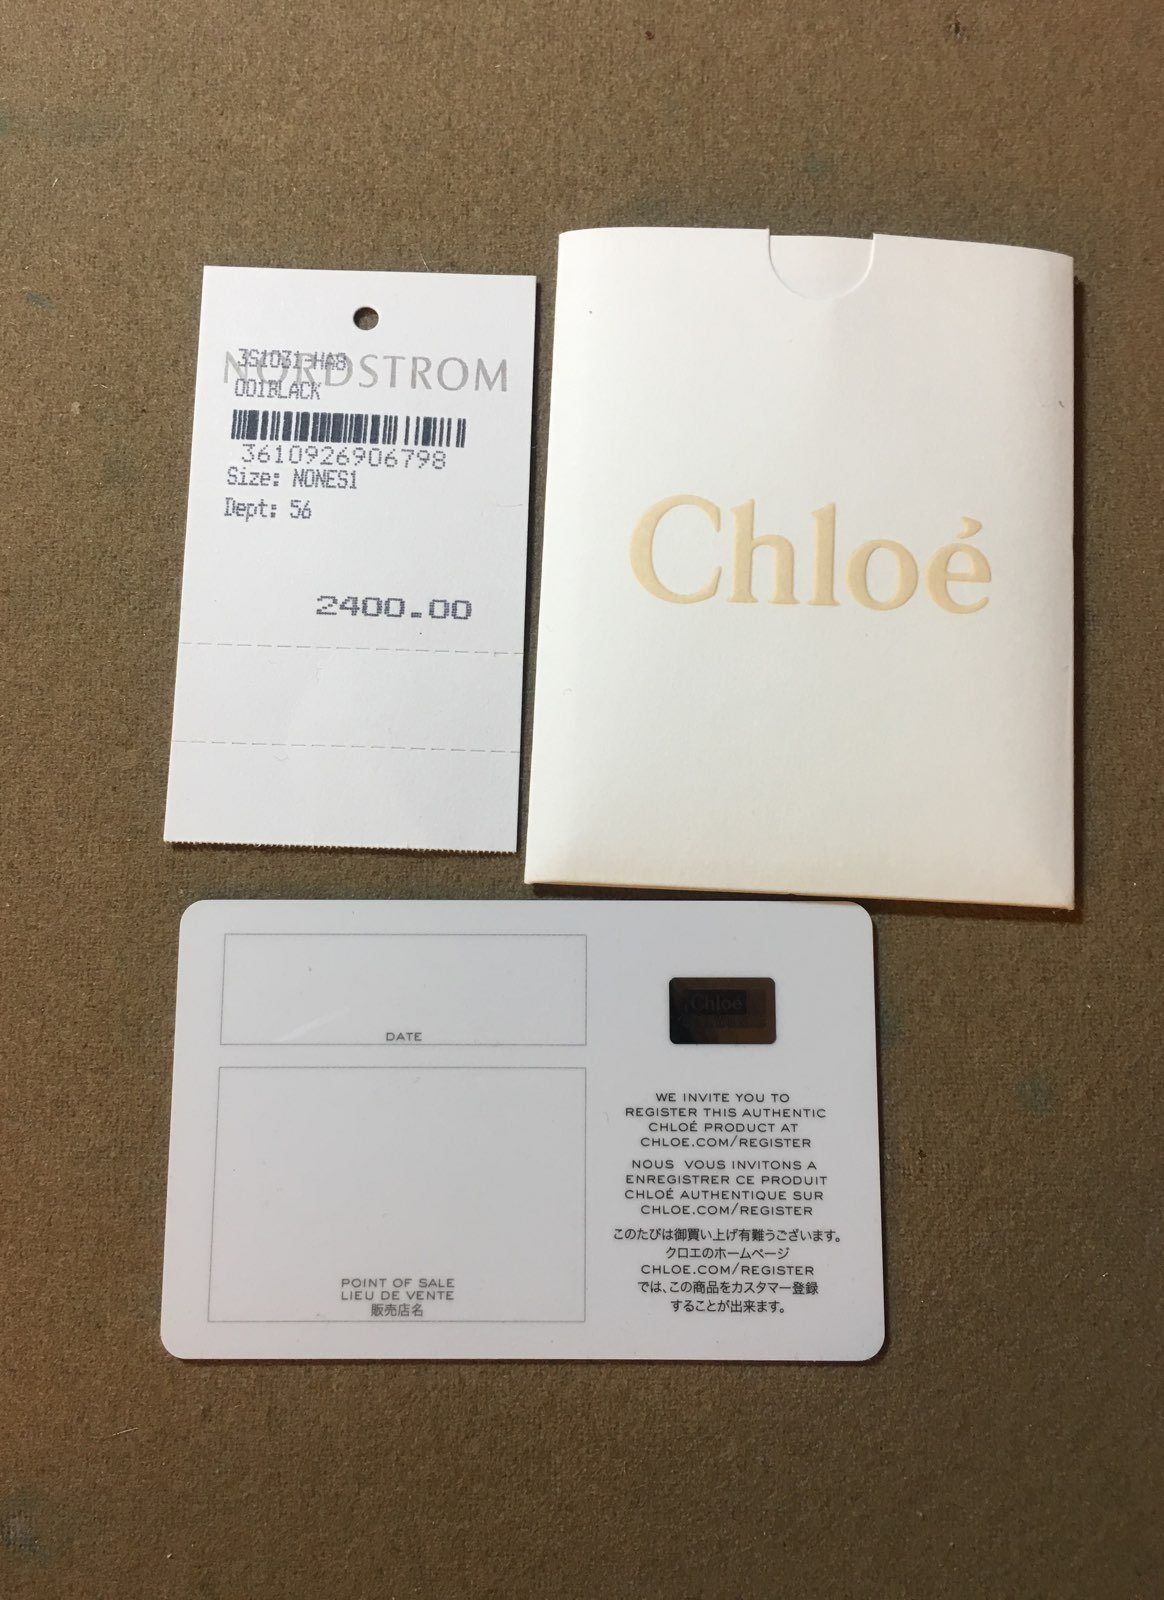 NORDSTROM
3S1031-HA8
001BLACK
3610926906798
Size: NONES1
Dept: 56
2400.00
Chloé
DATE
POINT OF SALE
LIEU DE VENTE
販売店名
Chloé
WE INVITE YOU TO
REGISTER THIS AUTHENTIC
CHLOÉ PRODUCT AT
CHLOE.COM/REGISTER
NOUS VOUS INVITONS A
ENREGISTRER CE PRODUIT
CHLOÉ AUTHENTIQUE SUR
CHLOE.COM/REGISTER
このたびは御買い上げ有難うございます。
クロエのホームページ
CHLOE.COM/REGISTER
では、この商品をカスタマー登録
することが出来ます。